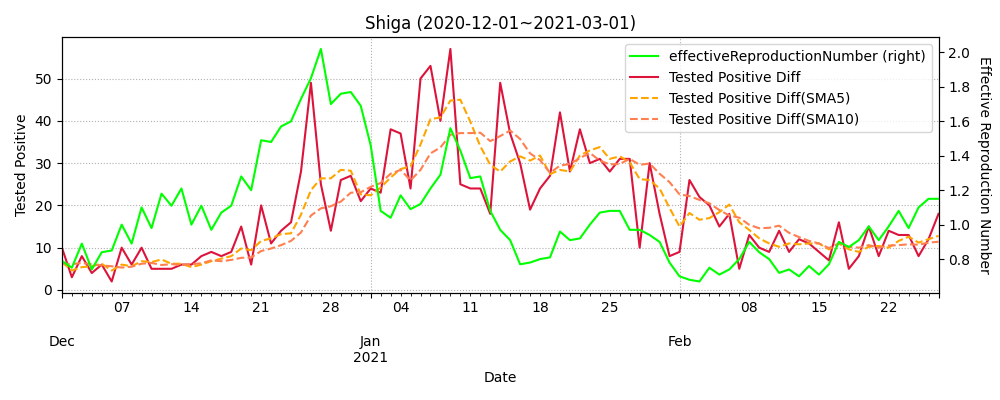 Shiga (2020-12-01~2021-03-01)
effectiveReproductionNumber (right)
Tested Positive Diff
Tested Positive Diff(SMA5)
Tested Positive Diff(SMA10)
Tested Positive
50
40
30
20
10
0
2.0
1.8
1.6
1.4
1.2
1.0
0.8
Effective Reproduction Number
07 14 21 28 04 11 18 25 08 15 22
Dec Jan Feb
2021
Date